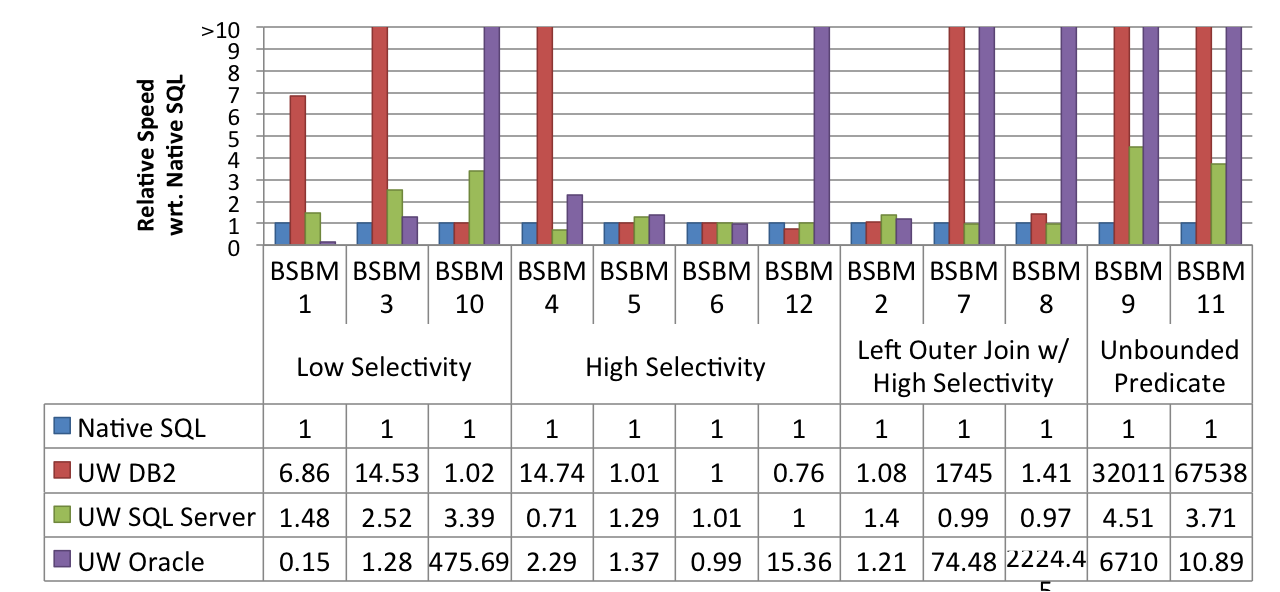 Relative Speed
wrt. Native SQL
>10
9
8
7
6
5
4
3
2
1
0
BSBM 1
BSBM 3
BSBM 10
BSBM 4
BSBM 5
BSBM 6
BSBM 12
BSBM 2
BSBM 7
BSBM 8
BSBM 9
BSBM 11
Low Selectivity
High Selectivity
Left Outer Join w/
High Selectivity
Unbounded
Predicate
Native SQL 1 1 1 1 1 1 1 1 1 1 1 1
UW DB2 6.86 14.53 1.02 14.74 1.01 1 0.76 1.08 1745 1.41 32011 67538
UW SQL Server 1.48 2.52 3.39 0.71 1.29 1.01 1 1.4 0.99 0.97 4.51 3.71
UW Oracle 0.15 1.28 475.69 2.29 1.37 0.99 15.36 1.21 74.48 2224.45 6710 10.89